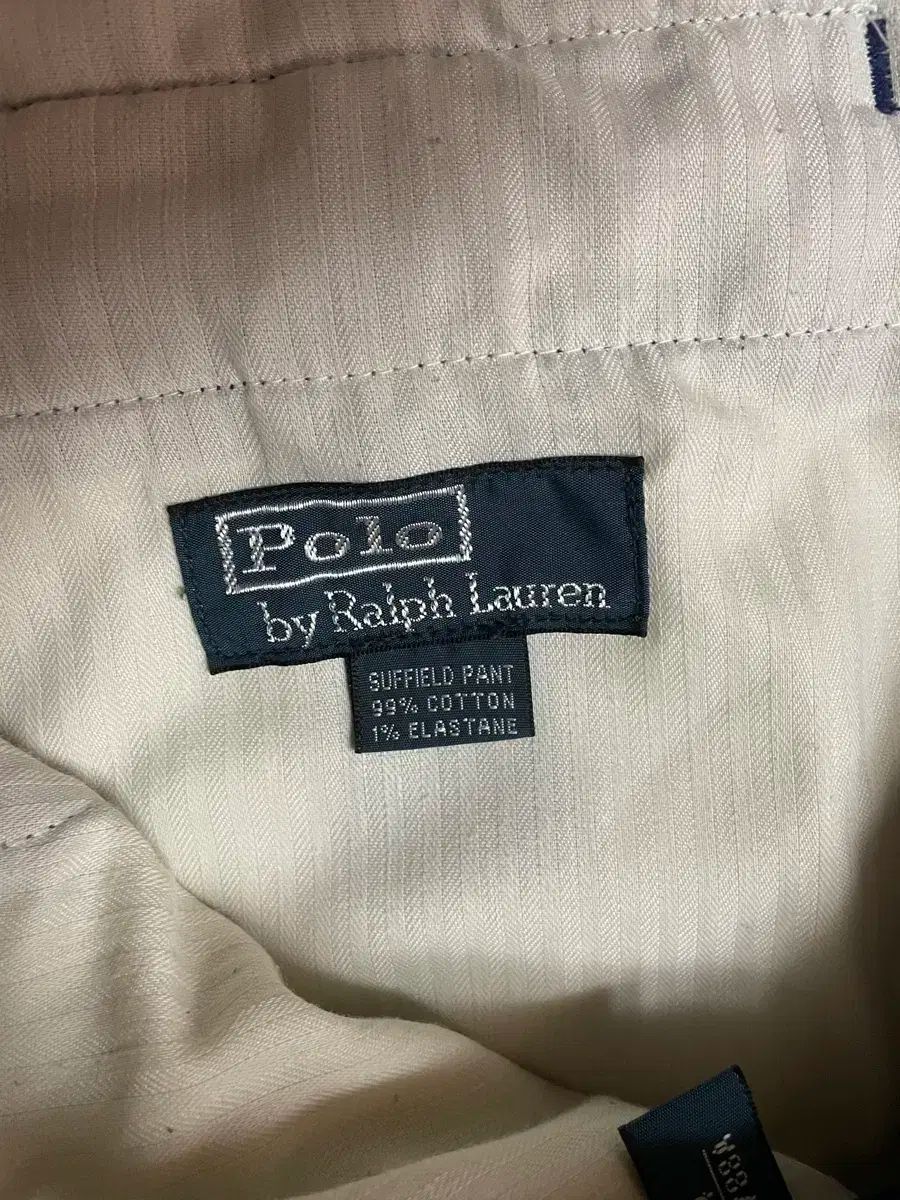 Polo
by Ralph Lauren
SUFFIELD PANT
99% COTTON
1% ELASTANE